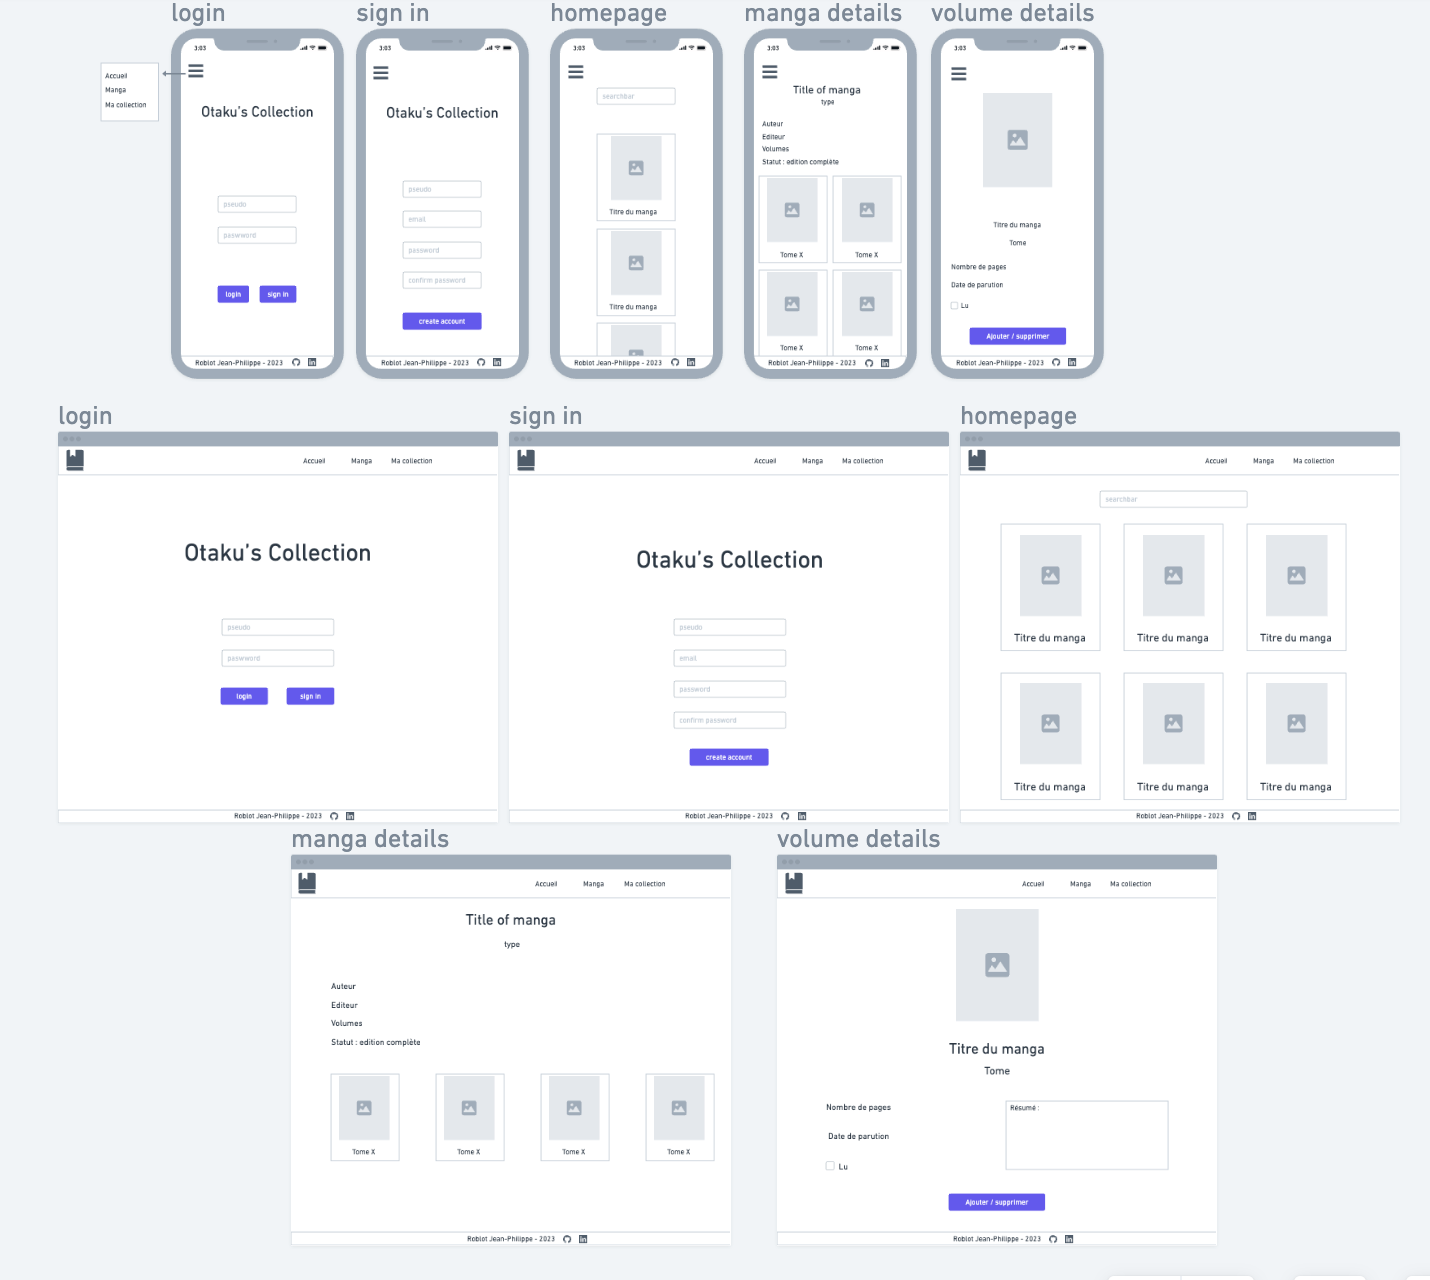 login
3:03
Accueil
Manga
Ma collection
Otaku's Collection
pseudo
paswword
login
sign in
Roblot Jean-Philippe - 2023
sign in
3:03
Otaku's Collection
pseudo
email
password
confirm password
create account
Roblot Jean-Philippe - 2023
homepage
3:03
searchbar
Titre du manga
Titre du manga
Roblot Jean-Philippe - 2023
manga details
3:03
Title of manga
type
Auteur
Editeur
Volumes
Statut : edition complète
Tome X
Tome X
Tome X
Tome X
Roblot Jean-Philippe - 2023
volume details
3:03
Titre du manga
Tome
Nombre de pages
Date de parution
Lu
Ajouter / supprimer
Roblot Jean-Philippe - 2023
login
Accueil
Manga
Ma collection
Otaku's Collection
pseudo
paswword
login
sign in
Roblot Jean-Philippe - 2023
sign in
Accueil
Manga
Ma collection
Otaku's Collection
pseudo
email
password
confirm password
create account
Roblot Jean-Philippe - 2023
homepage
Accueil
Manga
Ma collection
searchbar
Titre du manga
Titre du manga
Titre du manga
Titre du manga
Titre du manga
Titre du manga
Roblot Jean-Philippe - 2023
manga details
Accueil
Manga
Ma collection
Title of manga
type
Auteur
Editeur
Volumes
Statut : edition complète
Tome X
Tome X
Tome X
Tome X
Roblot Jean-Philippe - 2023
volume details
Accueil
Manga
Ma collection
Titre du manga
Tome
Nombre de pages
Résumé :
Date de parution
Lu
Ajouter / supprimer
Roblot Jean-Philippe - 2023